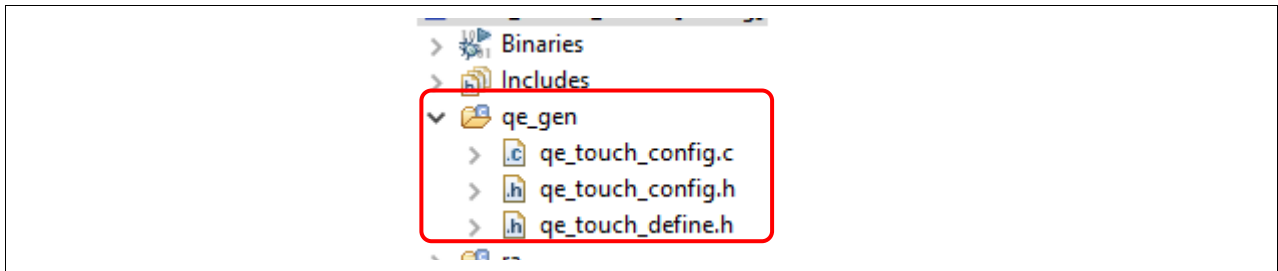 Binaries
Includes
qe_gen
.c qe_touch_config.c
.h qe_touch_config.h
.h qe_touch_define.h